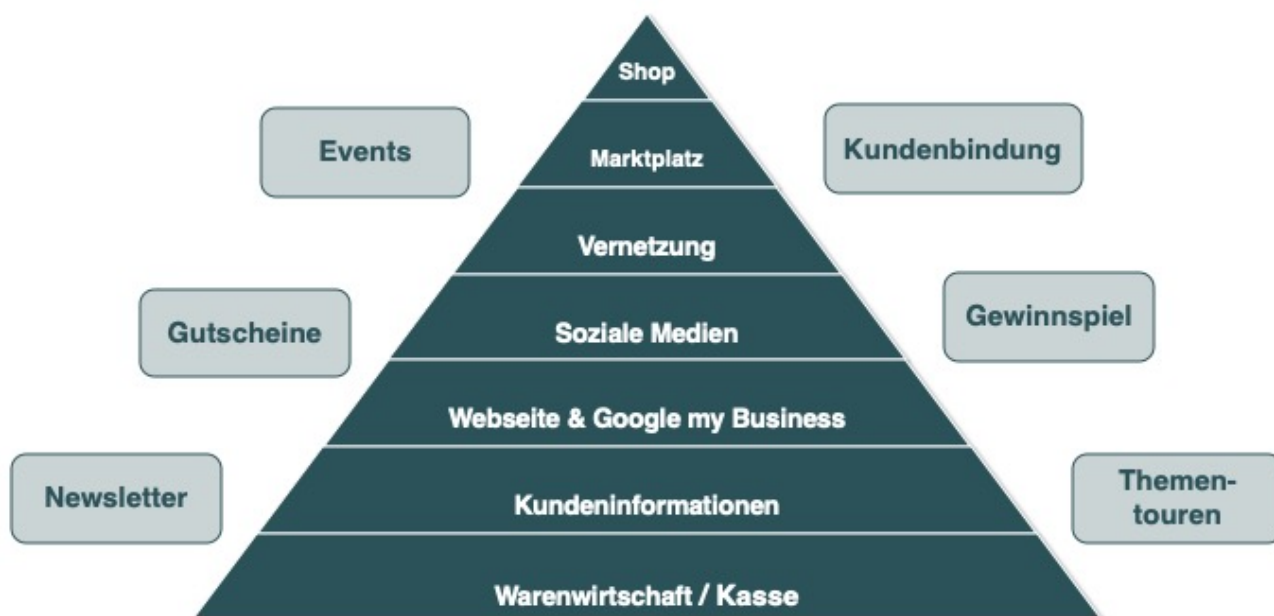 Shop
Events
Marktplatz
Kundenbindung
Vernetzung
Gutscheine
Soziale Medien
Gewinnspiel
Webseite & Google my Business
Newsletter
Kundeninformationen
Themen-
touren
Warenwirtschaft / Kasse